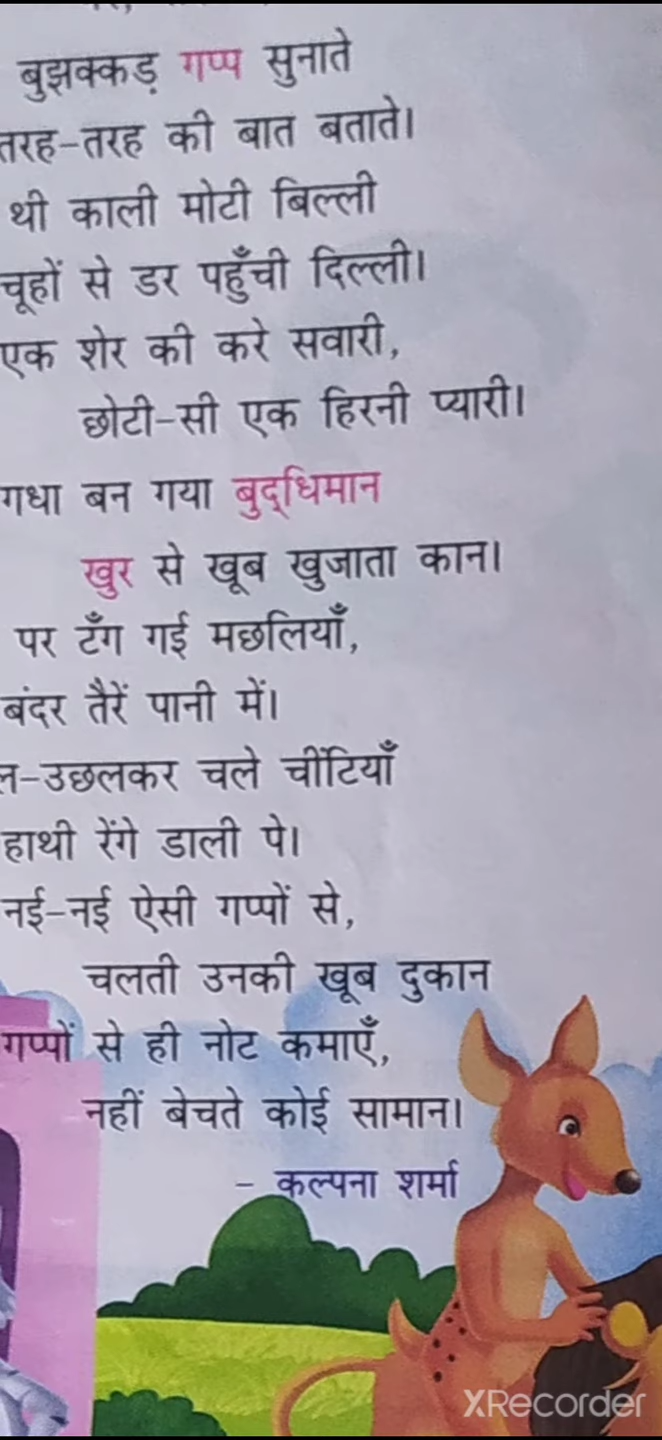 बुझक्कड़ गप्प सुनाते
तरह-तरह की बात बताते।
थी काली मोटी बिल्ली
चूहों से डर पहुँची दिल्ली।
एक शेर की करे सवारी,
छोटी-सी एक हिरनी प्यारी।
गधा बन गया बुद्धिमान
खुर से खूब खुजाता कान।
पर टँग गई मछलियाँ,
बंदर तैरें पानी में।
ल-उछलकर चले चींटियाँ
हाथी रेंगे डाली पे।
नई-नई ऐसी गप्पों से,
चलती उनकी खूब दुकान
गप्पों से ही नोट कमाएँ,
नहीं बेचते कोई सामान।
- कल्पना शर्मा
XRecorder